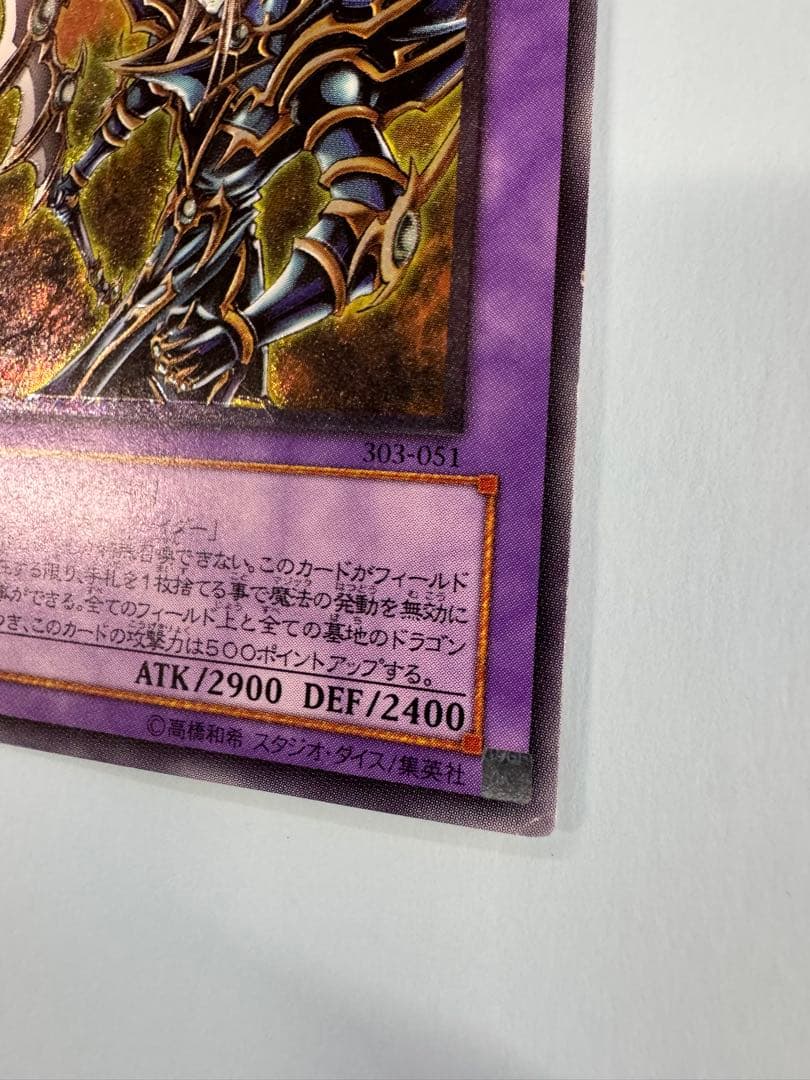 303-051
イダー」
召喚できない。このカードがフィールド
する限り、手札を1枚捨てる事で魔法の発動を無効に
ができる。全てのフィールド上と全ての墓地のドラゴン
つき、このカードの攻撃力は500ポイントアップする。
ATK/2900 DEF/2400
©高橋和希 スタジオ・ダイス/集英社